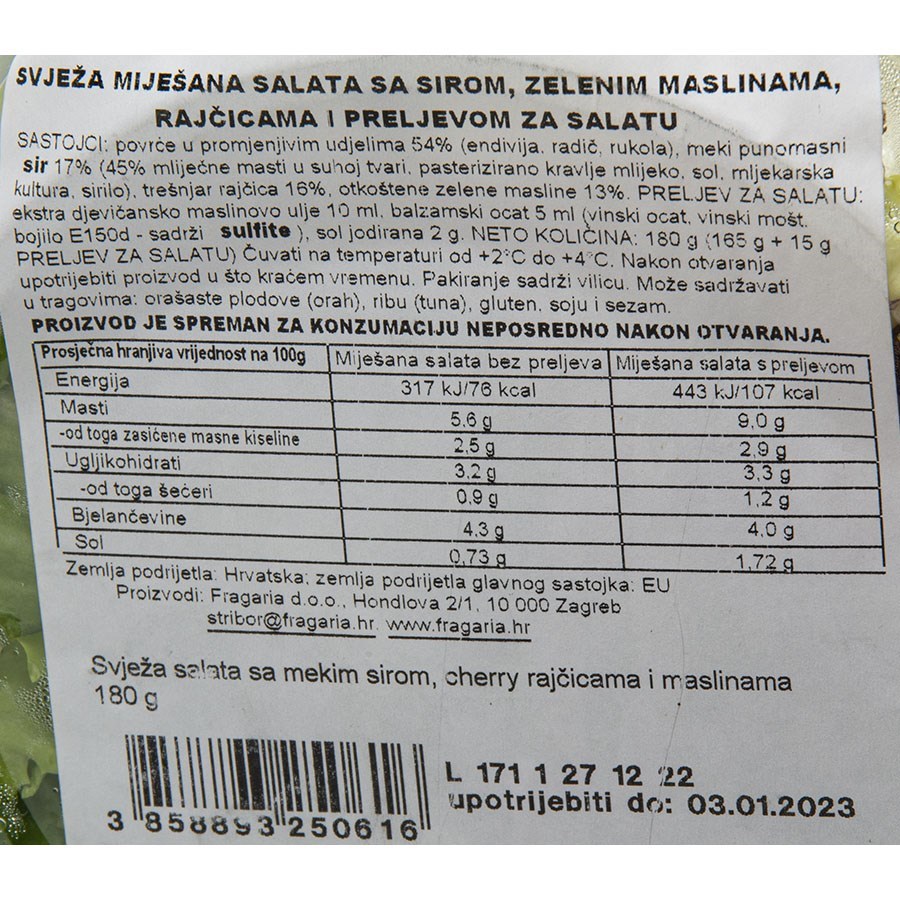 SVJEŽA MIJEŠANA SALATA SA SIROM, ZELENIM MASLINAMA,
RAJČICAMA I PRELJEVOM ZA SALATU
SASTOJCI: povrće u promjenjivim udjelima 54% (endivija, radič, rukola), meki punomasni
sir 17% (45% mliječne masti u suhoj tvari, pasterizirano kravlje mlijeko, sol, mljekarska
kultura, sirilo), trešnjar rajčica 16%, otkoštene zelene masline 13%. PRELJEV ZA SALATU:
ekstra djevičansko maslinovo ulje 10 ml, balzamski ocat 5 ml (vinski ocat, vinski mošt,
bojilo E150d - sadrži sulfite ), sol jodirana 2 g. NETO KOLIČINA: 180 g (165 g + 15 g
PRELJEV ZA SALATU) Čuvati na temperaturi od +2°C do +4°C. Nakon otvaranja
upotrijebiti proizvod u što kraćem vremenu. Pakiranje sadrži vilicu. Može sadržavati
u tragovima: orašaste plodove (orah), ribu (tuna), gluten, soju i sezam.
PROIZVOD JE SPREMAN ZA KONZUMACIJU NEPOSREDNO NAKON OTVARANJA.
Prosječna hranjiva vrijednost na 100g Miješana salata bez preljeva Miješana salata s preljevom
Energija 317 kJ/76 kcal 443 kJ/107 kcal
Masti 5,6 g 9,0 g
-od toga zasićene masne kiseline 2,5 g 2,9 g
Ugljikohidrati 3,2 g 3,3 g
-od toga šećeri 0,9 g 1,2 g
Bjelančevine 4,3 g 4,0 g
Sol 0,73 g 1,72 g
Zemlja podrijetla: Hrvatska; zemlja podrijetla glavnog sastojka: EU
Proizvodi: Fragaria d.o.o., Hondlova 2/1, 10 000 Zagreb
stribor@fragaria.hr. www.fragaria.hr
Svježa salata sa mekim sirom, cherry rajčicama i maslinama
180 g
L 171 1 27 12 22
upotrijebiti do: 03.01.2023
3 858893 250616